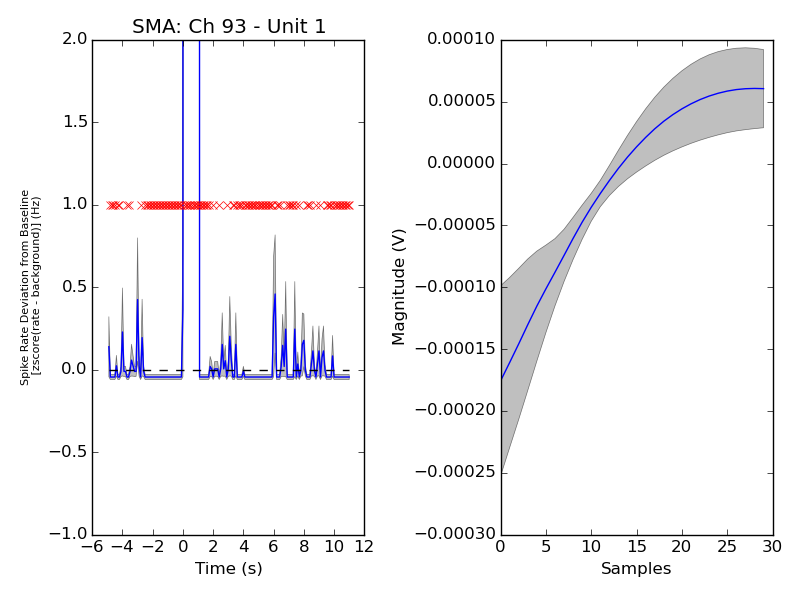 SMA: Ch 93 - Unit 1
2.0
1.5
1.0
0.5
0.0
−0.5
−1.0
−6 −4 −2 0 2 4 6 8 10 12
Time (s)
Spike Rate Deviation from Baseline
[zscore(rate - background)] (Hz)
0.00010
0.00005
0.00000
−0.00005
−0.00010
−0.00015
−0.00020
−0.00025
−0.00030
0 5 10 15 20 25 30
Samples
Magnitude (V)